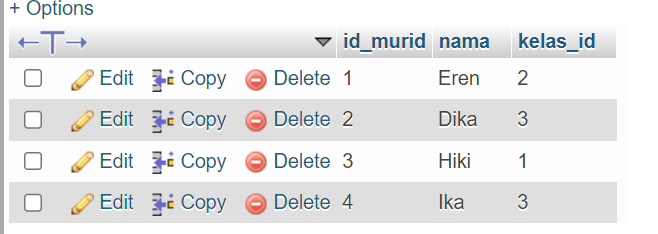 + Options
←T→ id_murid nama kelas_id
Edit Copy Delete 1 Eren 2
Edit Copy Delete 2 Dika 3
Edit Copy Delete 3 Hiki 1
Edit Copy Delete 4 Ika 3